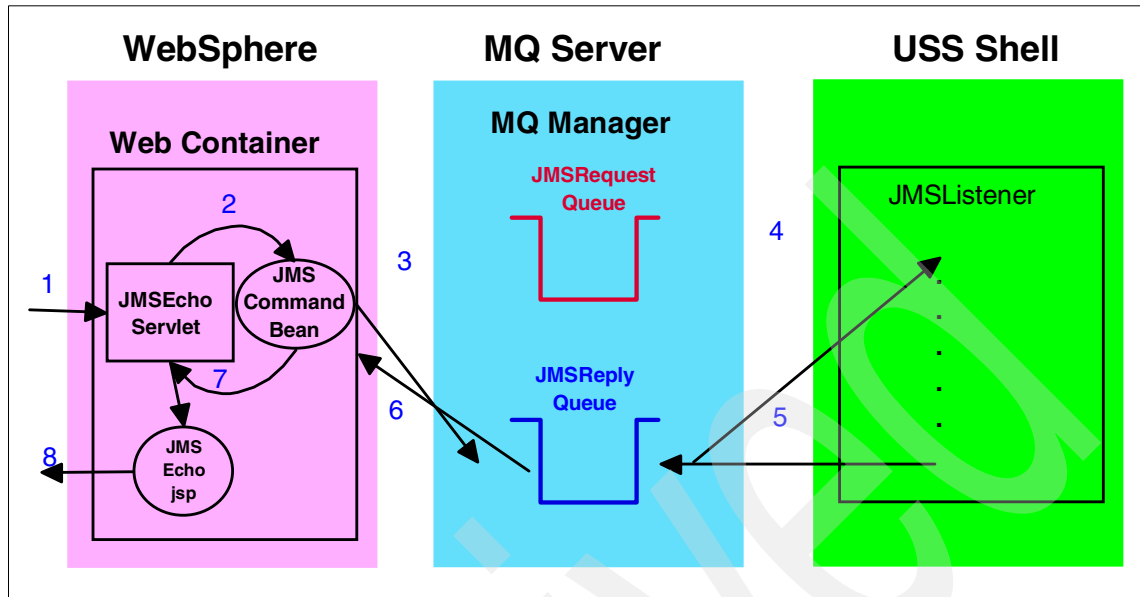 WebSphere
MQ Server
USS Shell
Web Container
MQ Manager
JMSRequest
Queue
JMSListener
1
2
3
4
JMSEcho
Servlet
JMS
Command
Bean
7
6
5
JMSReply
Queue
8
JMS
Echo
jsp